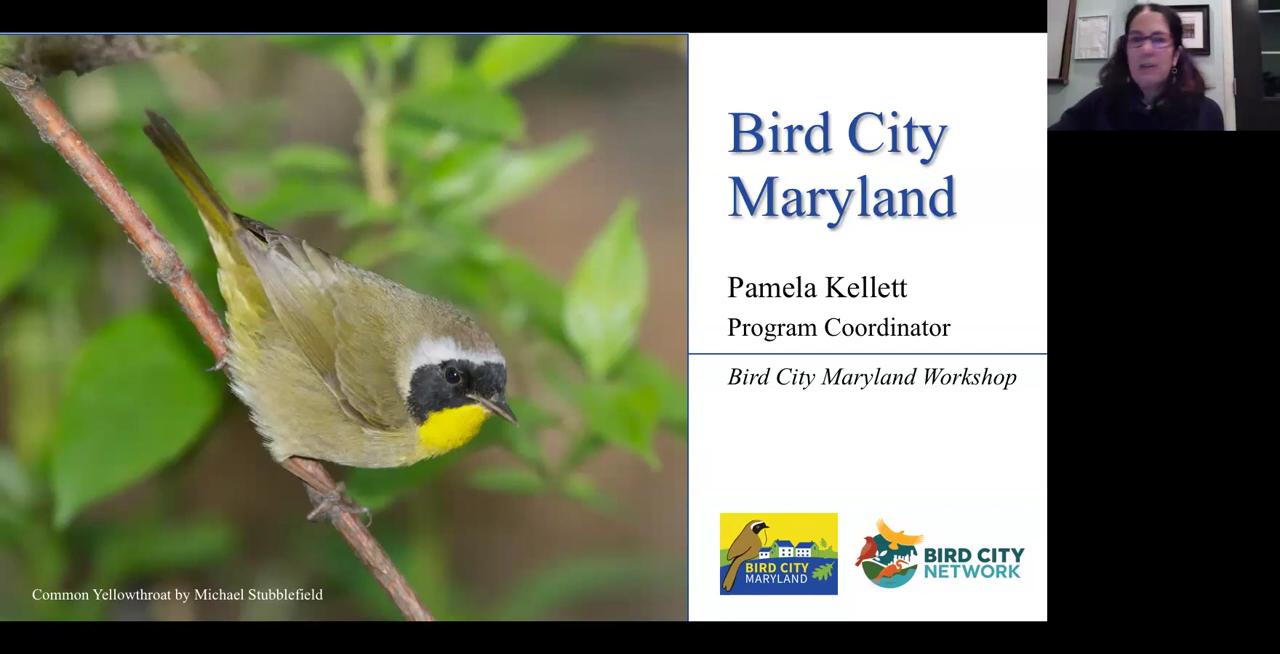 Bird City
Maryland
Pamela Kellett
Program Coordinator
Bird City Maryland Workshop
BIRD CITY
MARYLAND
BIRD CITY
NETWORK
Common Yellowthroat by Michael Stubblefield